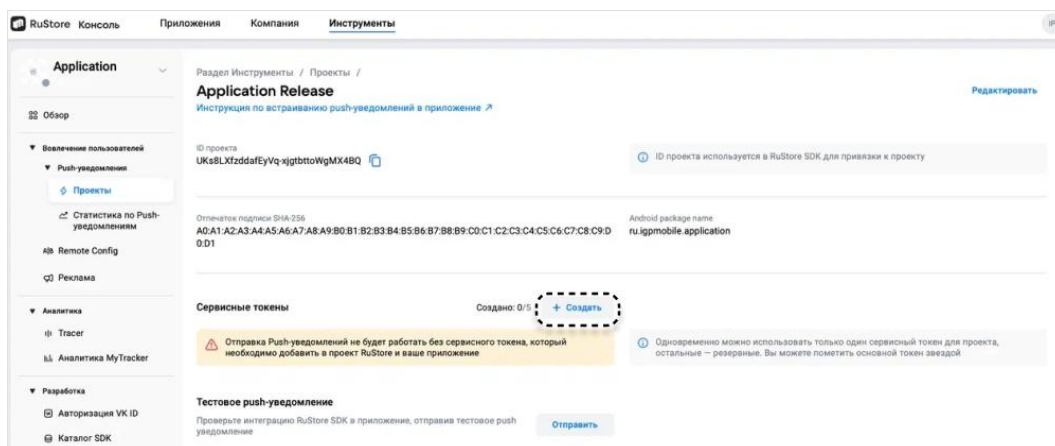 RuStore Консоль
Приложения
Компания
Инструменты
Application
Обзор
Вовлечение пользователей
Push-уведомления
Проекты
Статистика по Push-
уведомлениям
Remote Config
Реклама
Аналитика
Tracer
Аналитика MyTracker
Разработка
Авторизация VK ID
Каталог SDK
Раздел Инструменты / Проекты /
Application Release
Инструкция по встраиванию push-уведомлений в приложение
Редактировать
ID проекта
UKs8LXfzddafEyVq-xjgtbttoWgMX4BQ
ID проекта используется в RuStore SDK для привязки к проекту
Отпечаток подписи SHA-256
A0:A1:A2:A3:A4:A5:A6:A7:A8:A9:B0:B1:B2:B3:B4:B5:B6:B7:B8:B9:C0:C1:C2:C3:C4:C5:C6:C7:C8:C9:D
0:D1
Android package name
ru.igpmobile.application
Сервисные токены
Создано: 0/5
+ Создать
Отправка Push-уведомлений не будет работать без сервисного токена, который
необходимо добавить в проект RuStore и ваше приложение
Одновременно можно использовать только один сервисный токен для проекта,
остальные — резервные. Вы можете пометить основной токен звездой
Тестовое push-уведомление
Проверьте интеграцию RuStore SDK в приложение, отправив тестовое push
уведомление
Отправить